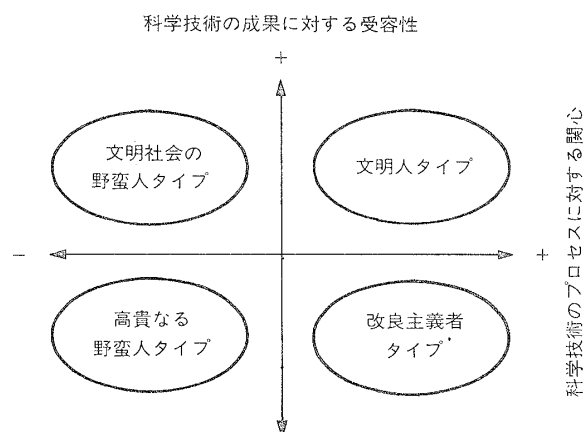 科学技術の成果に対する受容性
+
文明社会の
野蛮人タイプ
文明人タイプ
−
+
科学技術のプロセスに対する関心
高貴なる
野蛮人タイプ
改良主義者
タイプ